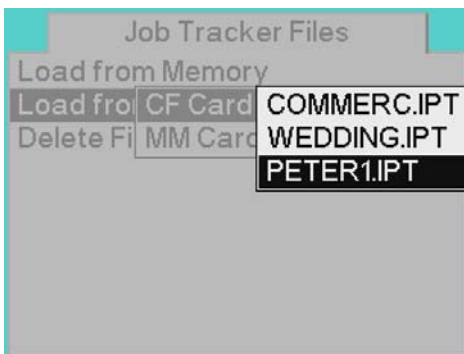 Job Tracker Files
Load from Memory
Load fro CF Card COMMERC.IPT
Delete Fi MM Card WEDDING.IPT
PETER1.IPT